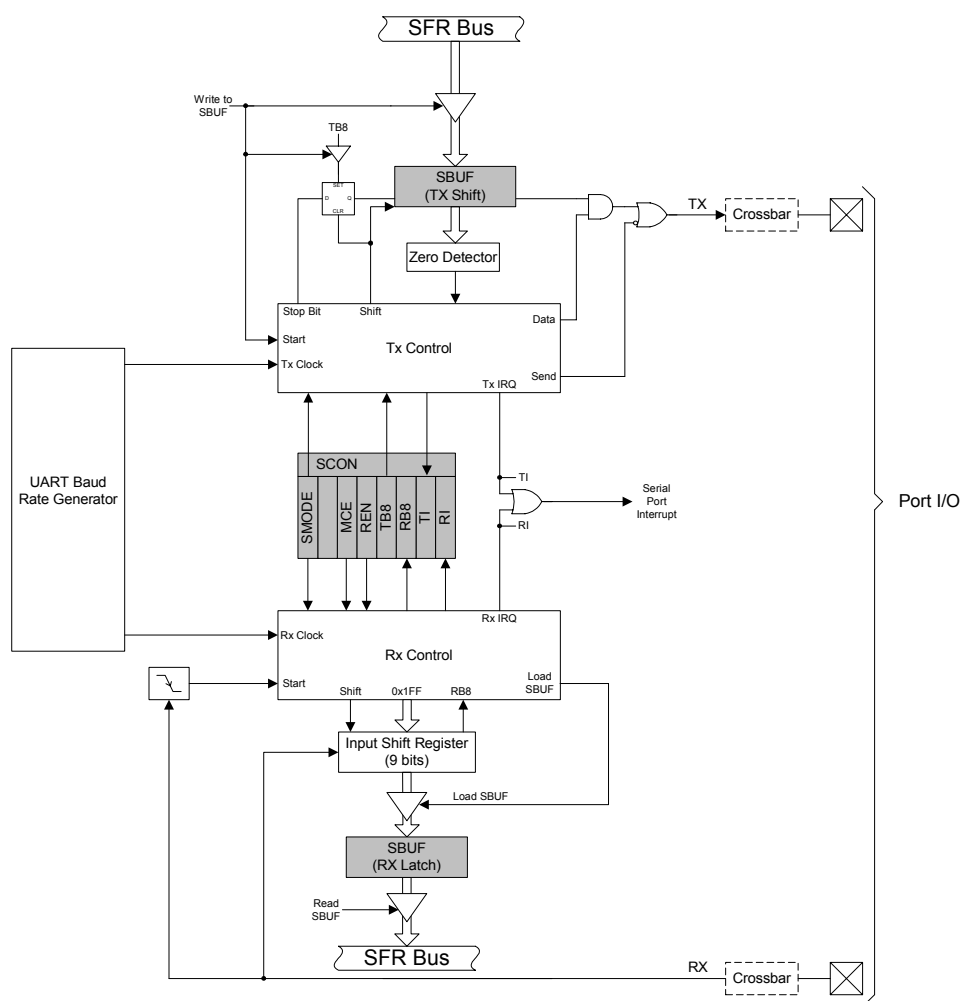 SFR Bus
Write to
SBUF
TB8
SET
D
Q
CLR
SBUF
(TX Shift)
TX
Crossbar
Zero Detector
Stop Bit
Shift
Data
Start
Tx Control
Tx Clock
Send
Tx IRQ
UART Baud
Rate Generator
SCON
SMODE
MCE
REN
TB8
RB8
TI
RI
TI
Serial
Port
Interrupt
RI
Port I/O
Rx IRQ
Rx Clock
Rx Control
Start
Load
SBUF
Shift
0x1FF
RB8
Input Shift Register
(9 bits)
Load SBUF
SBUF
(RX Latch)
Read
SBUF
SFR Bus
RX
Crossbar